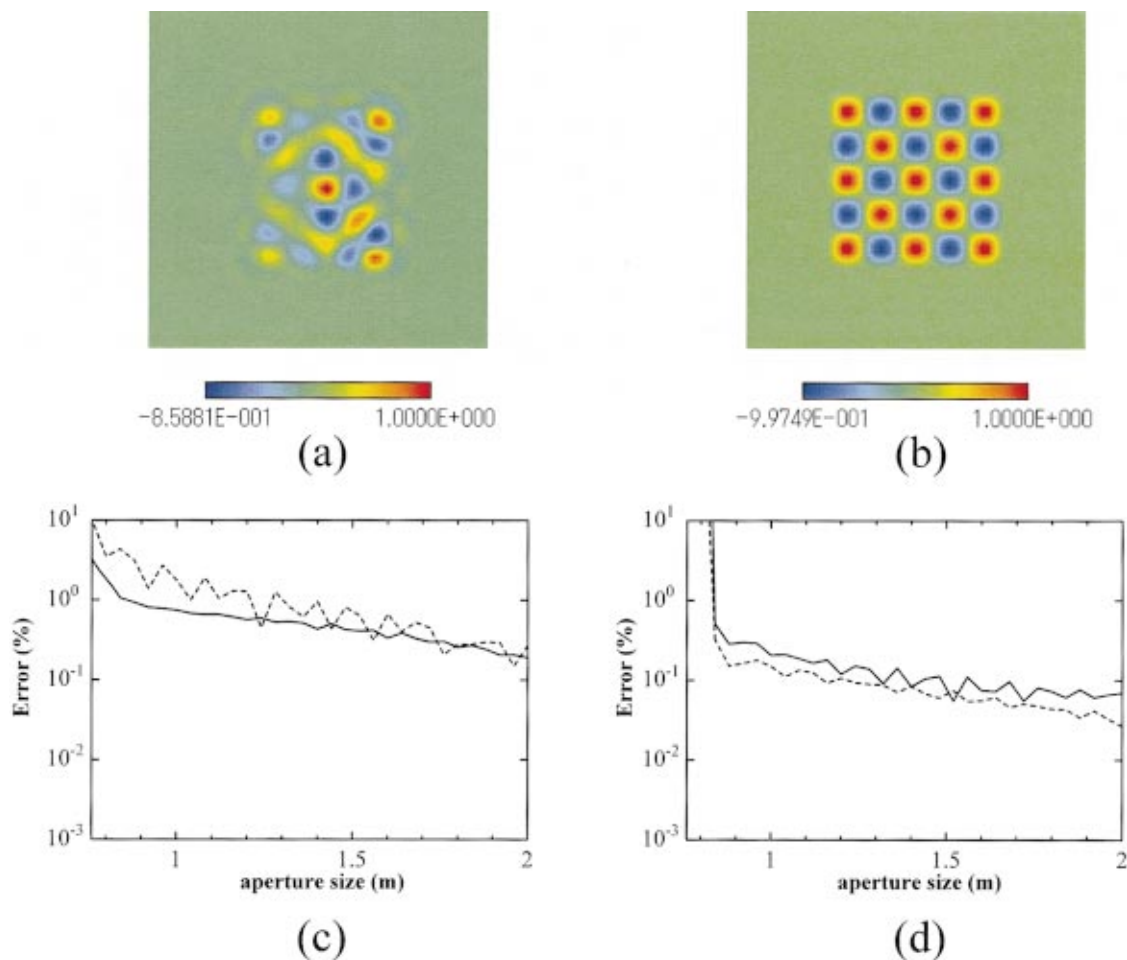 -8.5881E-001 1.0000E+000
(a)
-9.9749E-001 1.0000E+000
(b)
10¹
10⁰
10⁻¹
10⁻²
10⁻³
Error (%)
1 1.5 2
aperture size (m)
(c)
10¹
10⁰
10⁻¹
10⁻²
10⁻³
Error (%)
1 1.5 2
aperture size (m)
(d)